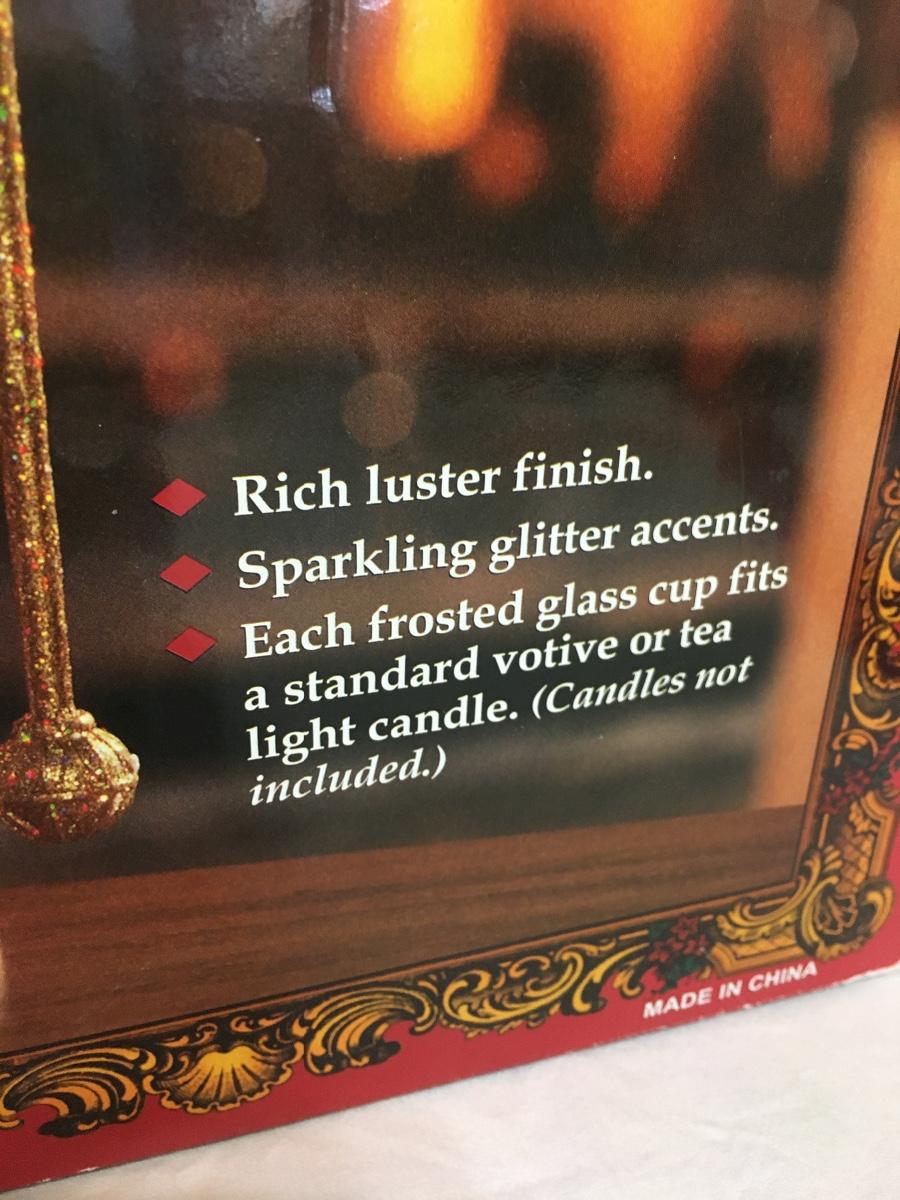 Rich luster finish.
Sparkling glitter accents.
Each frosted glass cup fits
a standard votive or tea
light candle. (Candles not
included.)
MADE IN CHINA